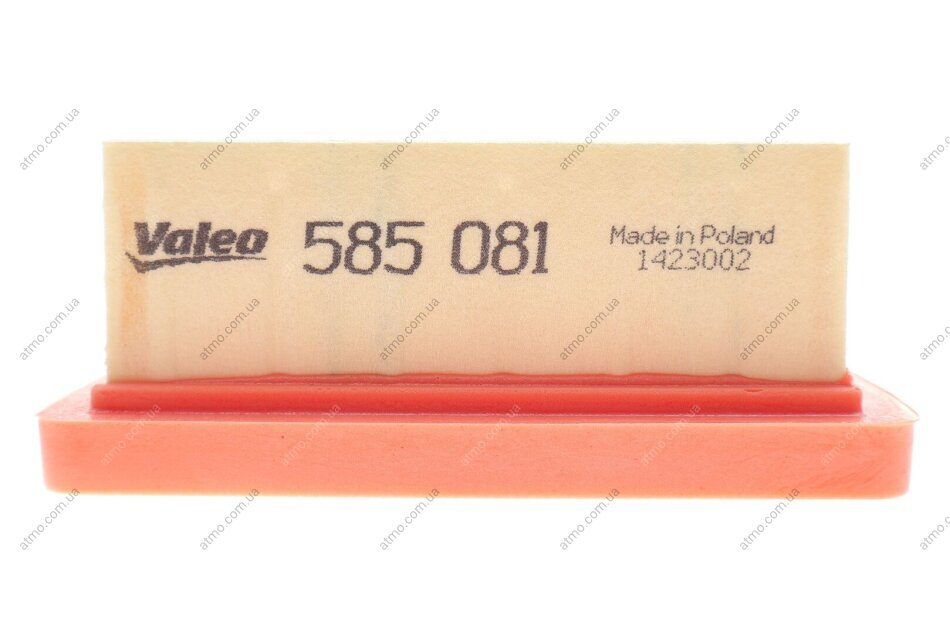 Valeo 585 081 Made in Poland
1423002
atmo.com.ua